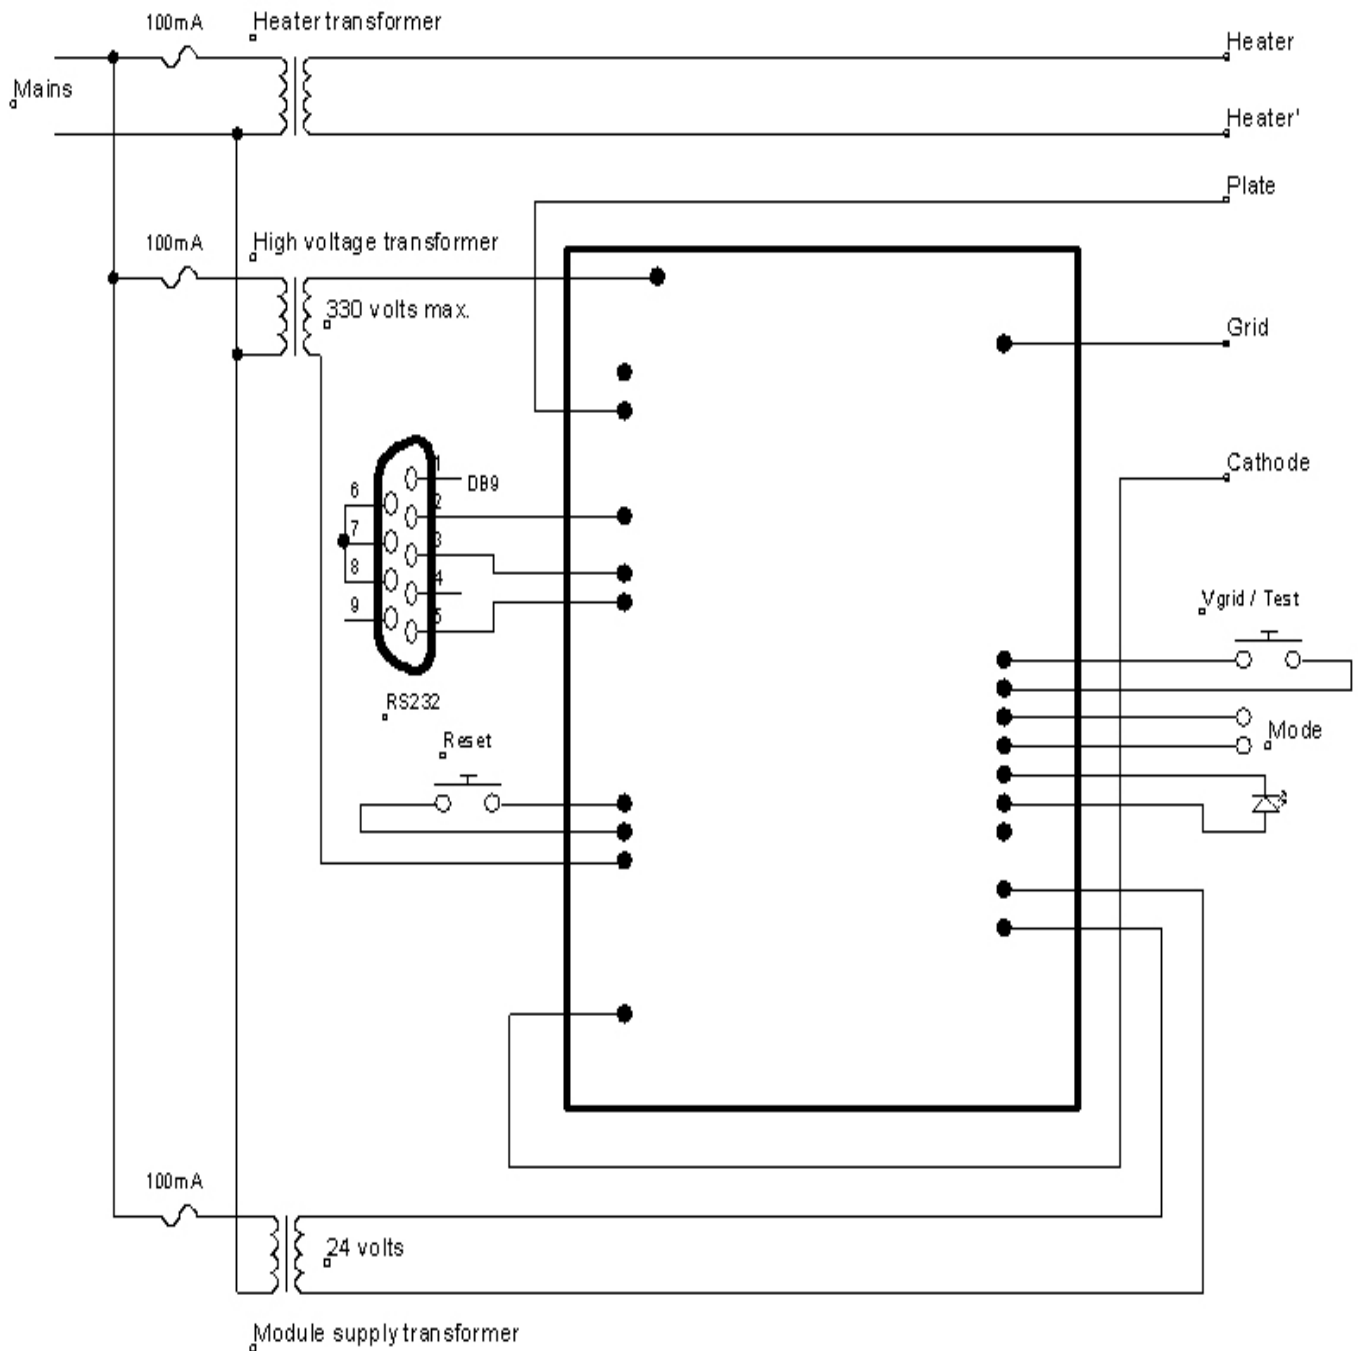 100mA
Heater transformer
Heater
Mains
Heater'
Plate
100mA
High voltage transformer
330 volts max.
Grid
Cathode
1
DB9
6
2
7
3
8
4
9
5
Vgrid / Test
RS232
Mode
Reset
100mA
24 volts
Module supply transformer